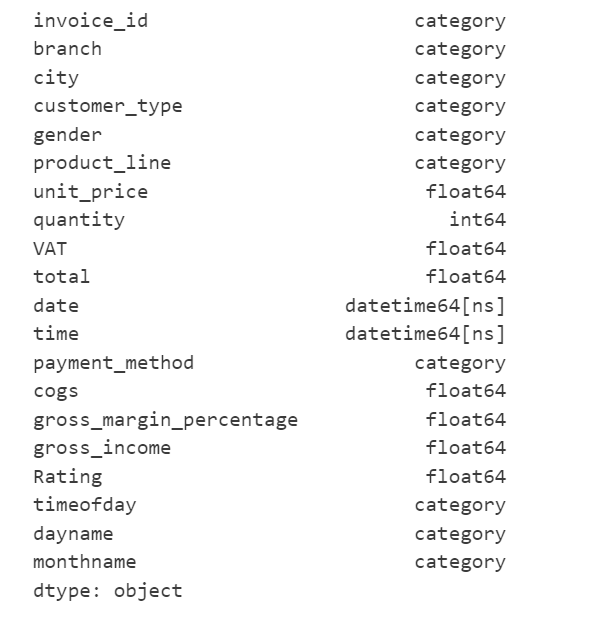 invoice_id category
branch category
city category
customer_type category
gender category
product_line category
unit_price float64
quantity int64
VAT float64
total float64
date datetime64[ns]
time datetime64[ns]
payment_method category
cogs float64
gross_margin_percentage float64
gross_income float64
Rating float64
timeofday category
dayname category
monthname category
dtype: object